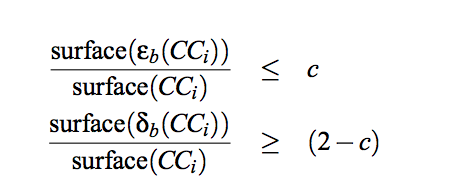 surface(ε_b(CC_i)) / surface(CC_i) ≤ c
surface(δ_b(CC_i)) / surface(CC_i) ≥ (2 − c)